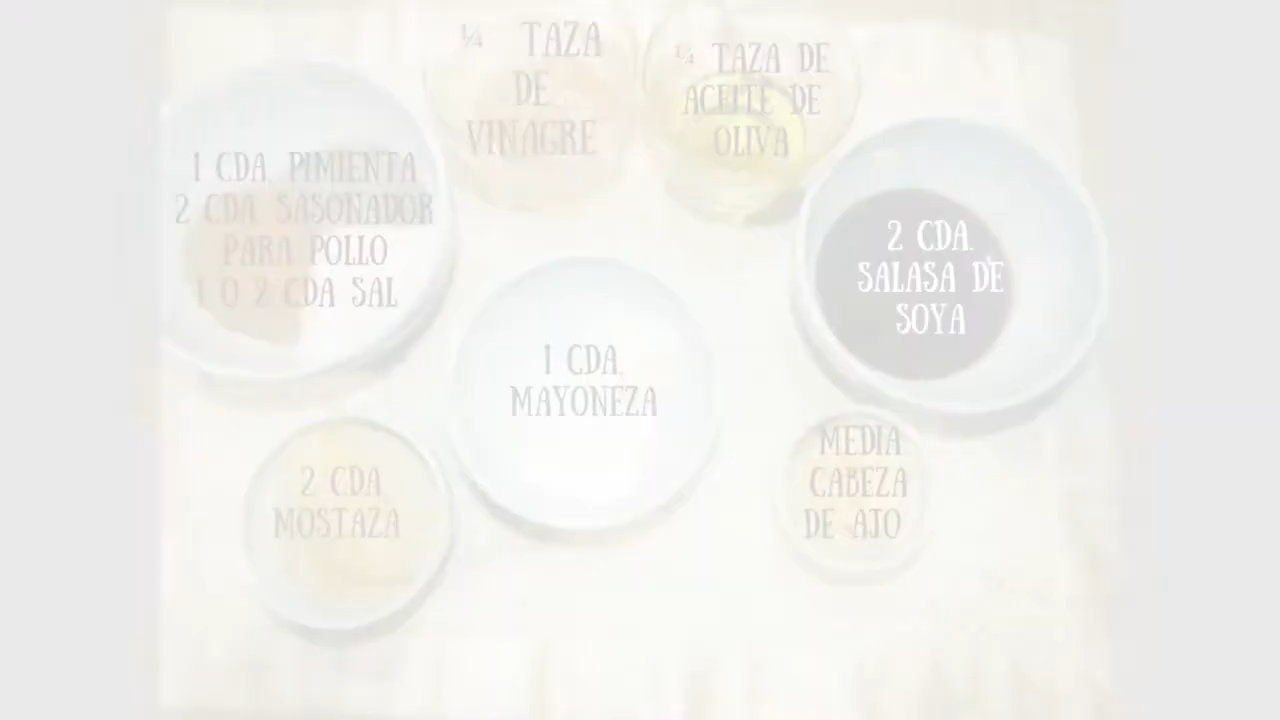 ¼ TAZA
DE
VINAGRE
¼ TAZA DE
ACEITE DE
OLIVA
1 CDA. PIMIENTA
2 CDA SASONADOR
PARA POLLO
1 O 2 CDA SAL
2 CDA.
SALASA DE
SOYA
1 CDA.
MAYONEZA
2 CDA
MOSTAZA
MEDIA
CABEZA
DE AJO